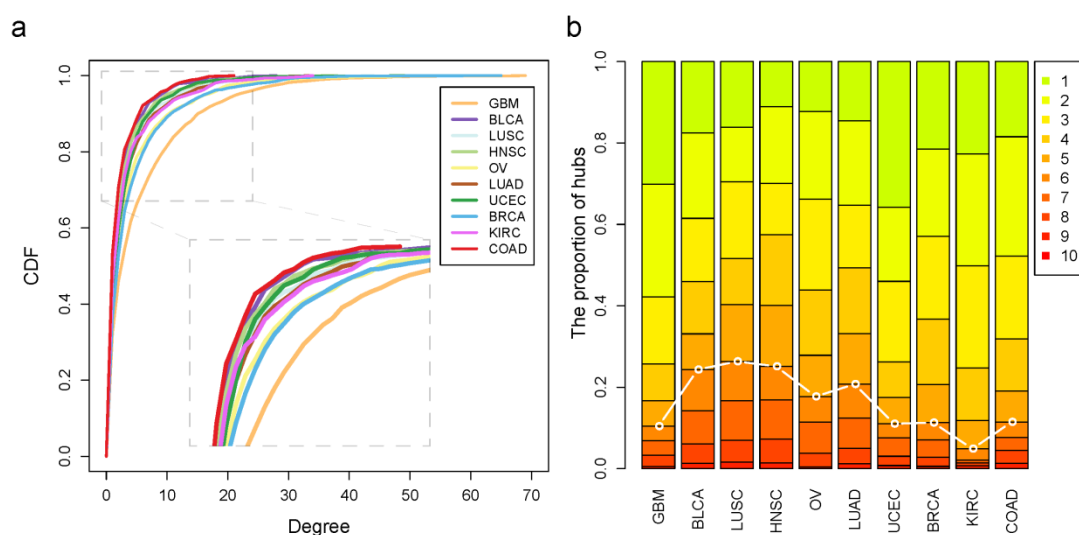 a
CDF
1.0
0.8
0.6
0.4
0.2
0.0
0 10 20 30 40 50 60 70
Degree
GBM
BLCA
LUSC
HNSC
OV
LUAD
UCEC
BRCA
KIRC
COAD
b
The proportion of hubs
1.0
0.8
0.6
0.4
0.2
0.0
GBM
BLCA
LUSC
HNSC
OV
LUAD
UCEC
BRCA
KIRC
COAD
1
2
3
4
5
6
7
8
9
10